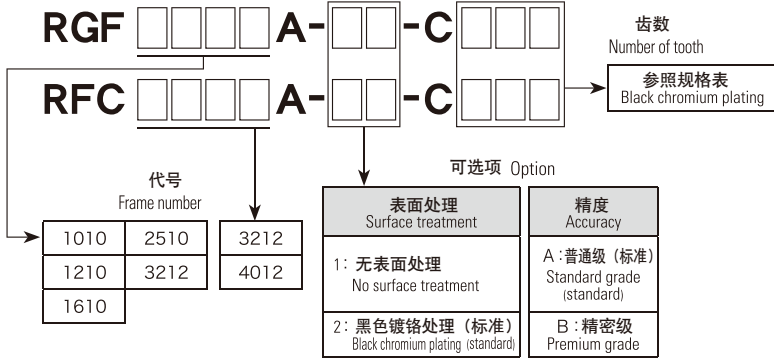 RGF□□□□A-□□-C□□□
RFC□□□□A-□□-C□□□
齿数
Number of tooth
参照规格表
Black chromium plating
代号
Frame number
1010 2510
1210 3212
1610
3212
4012
可选项 Option
表面处理
Surface treatment
1：无表面处理
No surface treatment
2：黑色镀铬处理（标准）
Black chromium plating (standard)
精度
Accuracy
A：普通级（标准）
Standard grade
(standard)
B：精密级
Premium grade